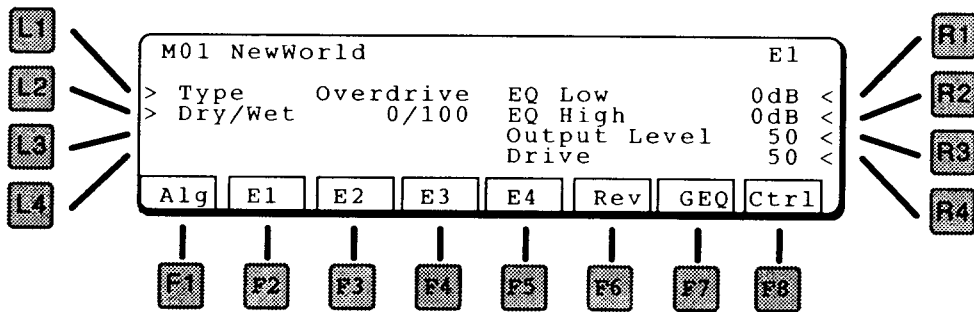 L1
L2
L3
L4
M01 NewWorld E1
> Type Overdrive EQ Low 0dB <
> Dry/Wet 0/100 EQ High 0dB <
Output Level 50 <
Drive 50 <
Alg E1 E2 E3 E4 Rev GEQ Ctrl
R1
R2
R3
R4
F1 F2 F3 F4 F5 F6 F7 F8